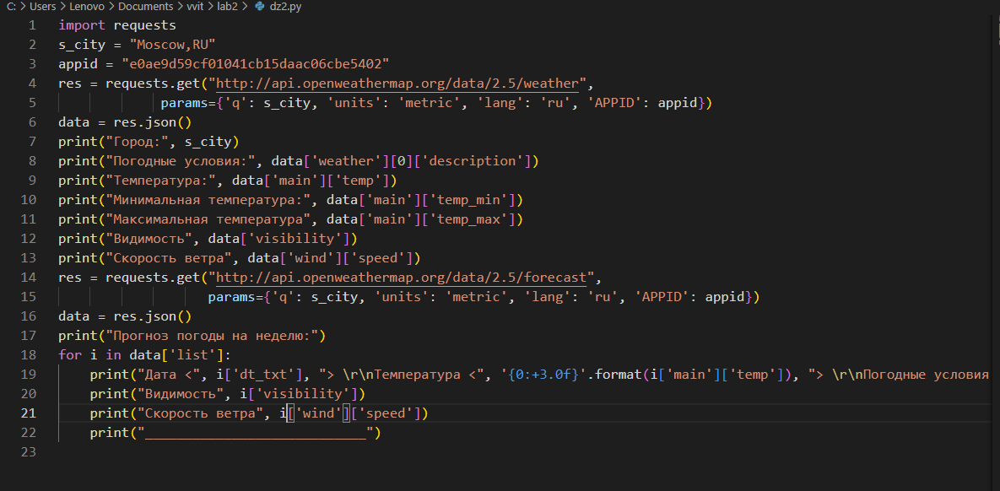 C: > Users > Lenovo > Documents > vvit > lab2 > dz2.py
1 import requests
2 s_city = "Moscow,RU"
3 appid = "e0ae9d59cf01041cb15daac06cbe5402"
4 res = requests.get("http://api.openweathermap.org/data/2.5/weather",
5 params={'q': s_city, 'units': 'metric', 'lang': 'ru', 'APPID': appid})
6 data = res.json()
7 print("Город:", s_city)
8 print("Погодные условия:", data['weather'][0]['description'])
9 print("Температура:", data['main']['temp'])
10 print("Минимальная температура:", data['main']['temp_min'])
11 print("Максимальная температура", data['main']['temp_max'])
12 print("Видимость", data['visibility'])
13 print("Скорость ветра", data['wind']['speed'])
14 res = requests.get("http://api.openweathermap.org/data/2.5/forecast",
15 params={'q': s_city, 'units': 'metric', 'lang': 'ru', 'APPID': appid})
16 data = res.json()
17 print("Прогноз погоды на неделю:")
18 for i in data['list']:
19 print("Дата <", i['dt_txt'], "> \r\nТемпература <", '{0:+3.0f}'.format(i['main']['temp']), "> \r\nПогодные условия
20 print("Видимость", i['visibility'])
21 print("Скорость ветра", i['wind']['speed'])
22 print("____________________________")
23